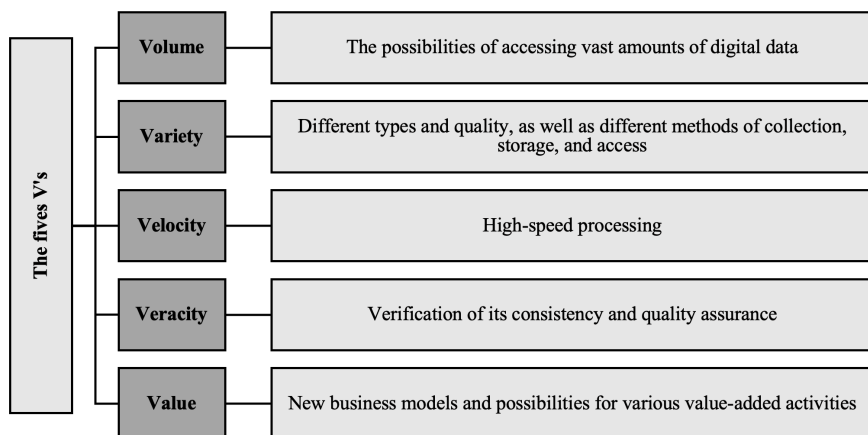 The fives V's
Volume
The possibilities of accessing vast amounts of digital data
Variety
Different types and quality, as well as different methods of collection,
storage, and access
Velocity
High-speed processing
Veracity
Verification of its consistency and quality assurance
Value
New business models and possibilities for various value-added activities